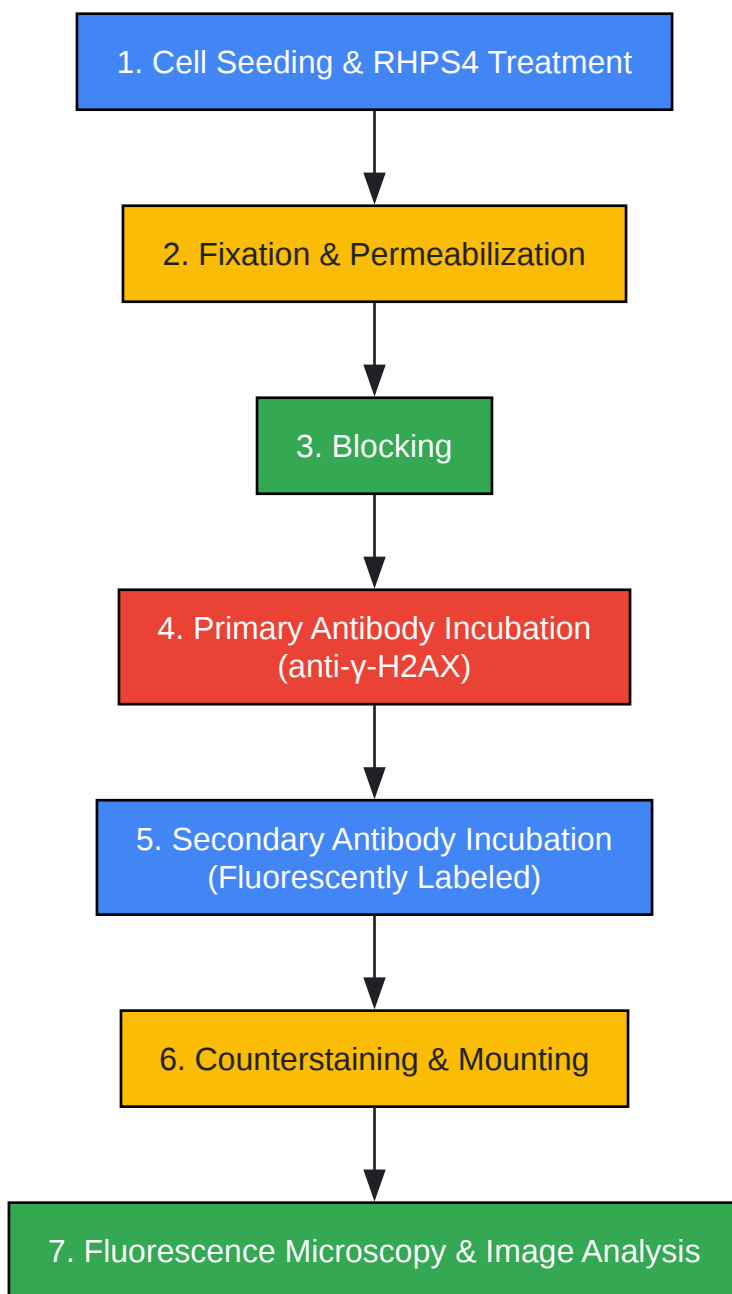 1. Cell Seeding & RHPS4 Treatment
2. Fixation & Permeabilization
3. Blocking
4. Primary Antibody Incubation
(anti-γ-H2AX)
5. Secondary Antibody Incubation
(Fluorescently Labeled)
6. Counterstaining & Mounting
7. Fluorescence Microscopy & Image Analysis